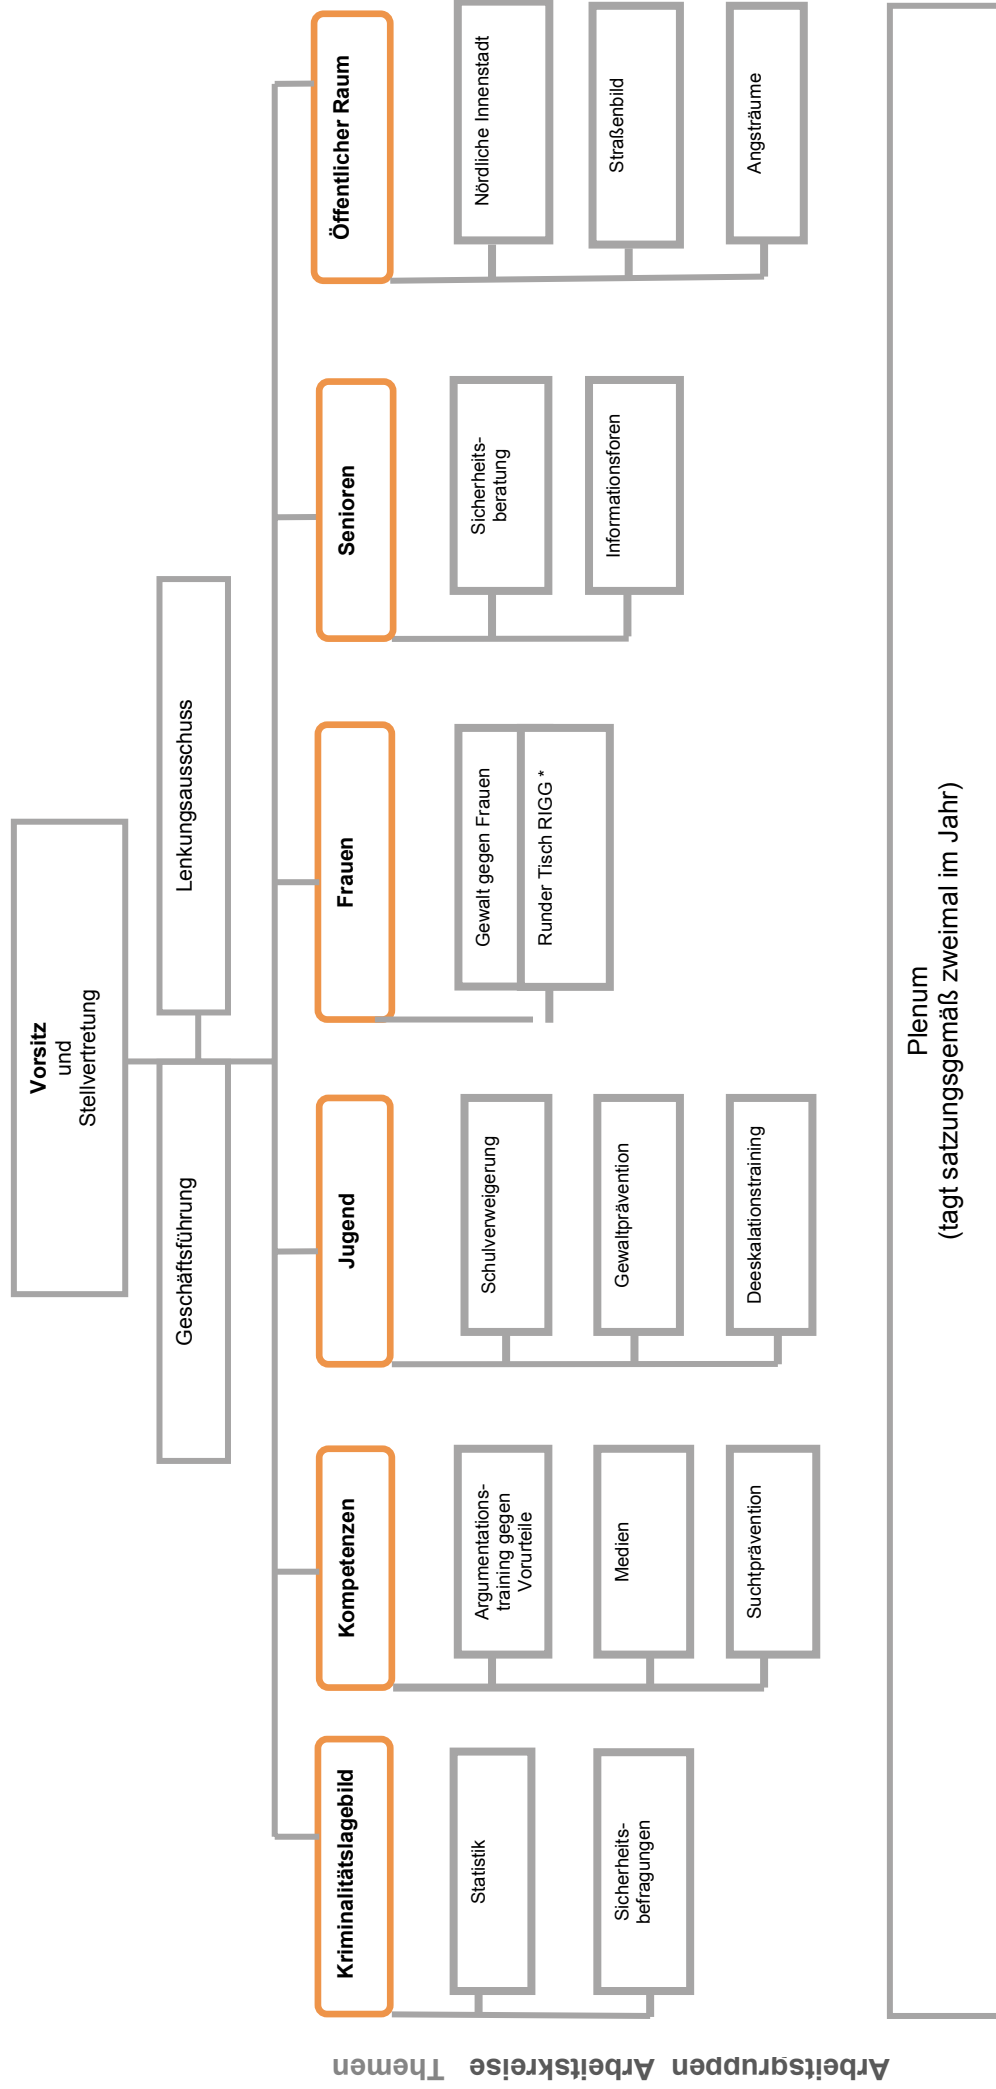 Vorsitz
und
Stellvertretung
Geschäftsführung
Lenkungsausschuss
Themen
Arbeitskreise
Arbeitsgruppen
Kriminalitätslagebild
Statistik
Sicherheits-
befragungen
Kompetenzen
Argumentations-
training gegen
Vorurteile
Medien
Suchtprävention
Jugend
Schulverweigerung
Gewaltprävention
Deeskalationstraining
Frauen
Gewalt gegen Frauen
Runder Tisch RIGG *
Senioren
Sicherheits-
beratung
Informationsforen
Öffentlicher Raum
Nördliche Innenstadt
Straßenbild
Angsträume
Plenum
(tagt satzungsgemäß zweimal im Jahr)